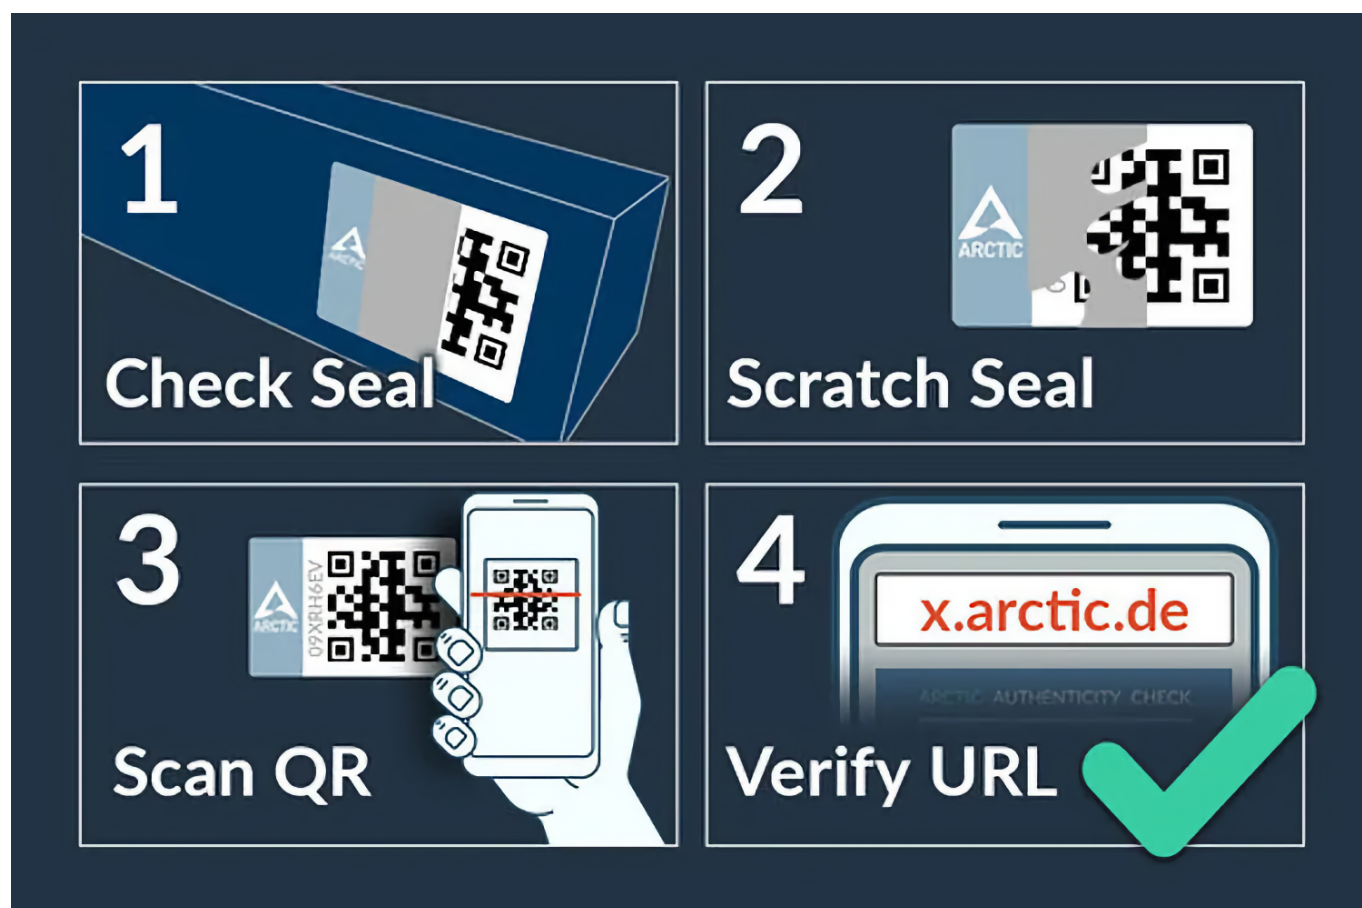 1
ARCTIC
Check Seal
2
ARCTIC
Scratch Seal
3
ARCTIC
09XRH6EV
Scan QR
4
x.arctic.de
ARCTIC AUTHENTICITY CHECK
Verify URL